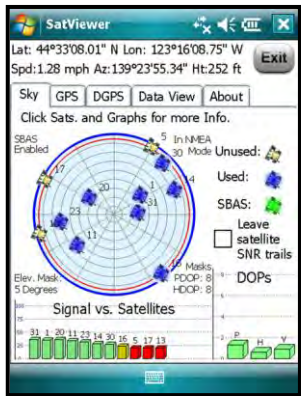 SatViewer
Lat: 44°33'08.01" N Lon: 123°16'08.75" W
Spd:1.28 mph Az:139°23'55.34" Ht:252 ft
Exit
Sky GPS DGPS Data View About
Click Sats. and Graphs for more Info.
SBAS
Enabled
5 In NMEA
30 Mode
Unused:
Used:
SBAS:
17
20
1
14
31
23
11
Leave
satellite
SNR trails
Elev. Mask:
5 Degrees
Masks
PDOP: 8
HDOP: 8
DOPs
Signal vs. Satellites
31 1 20 11 23 14 30 16 5 17 13
P H V